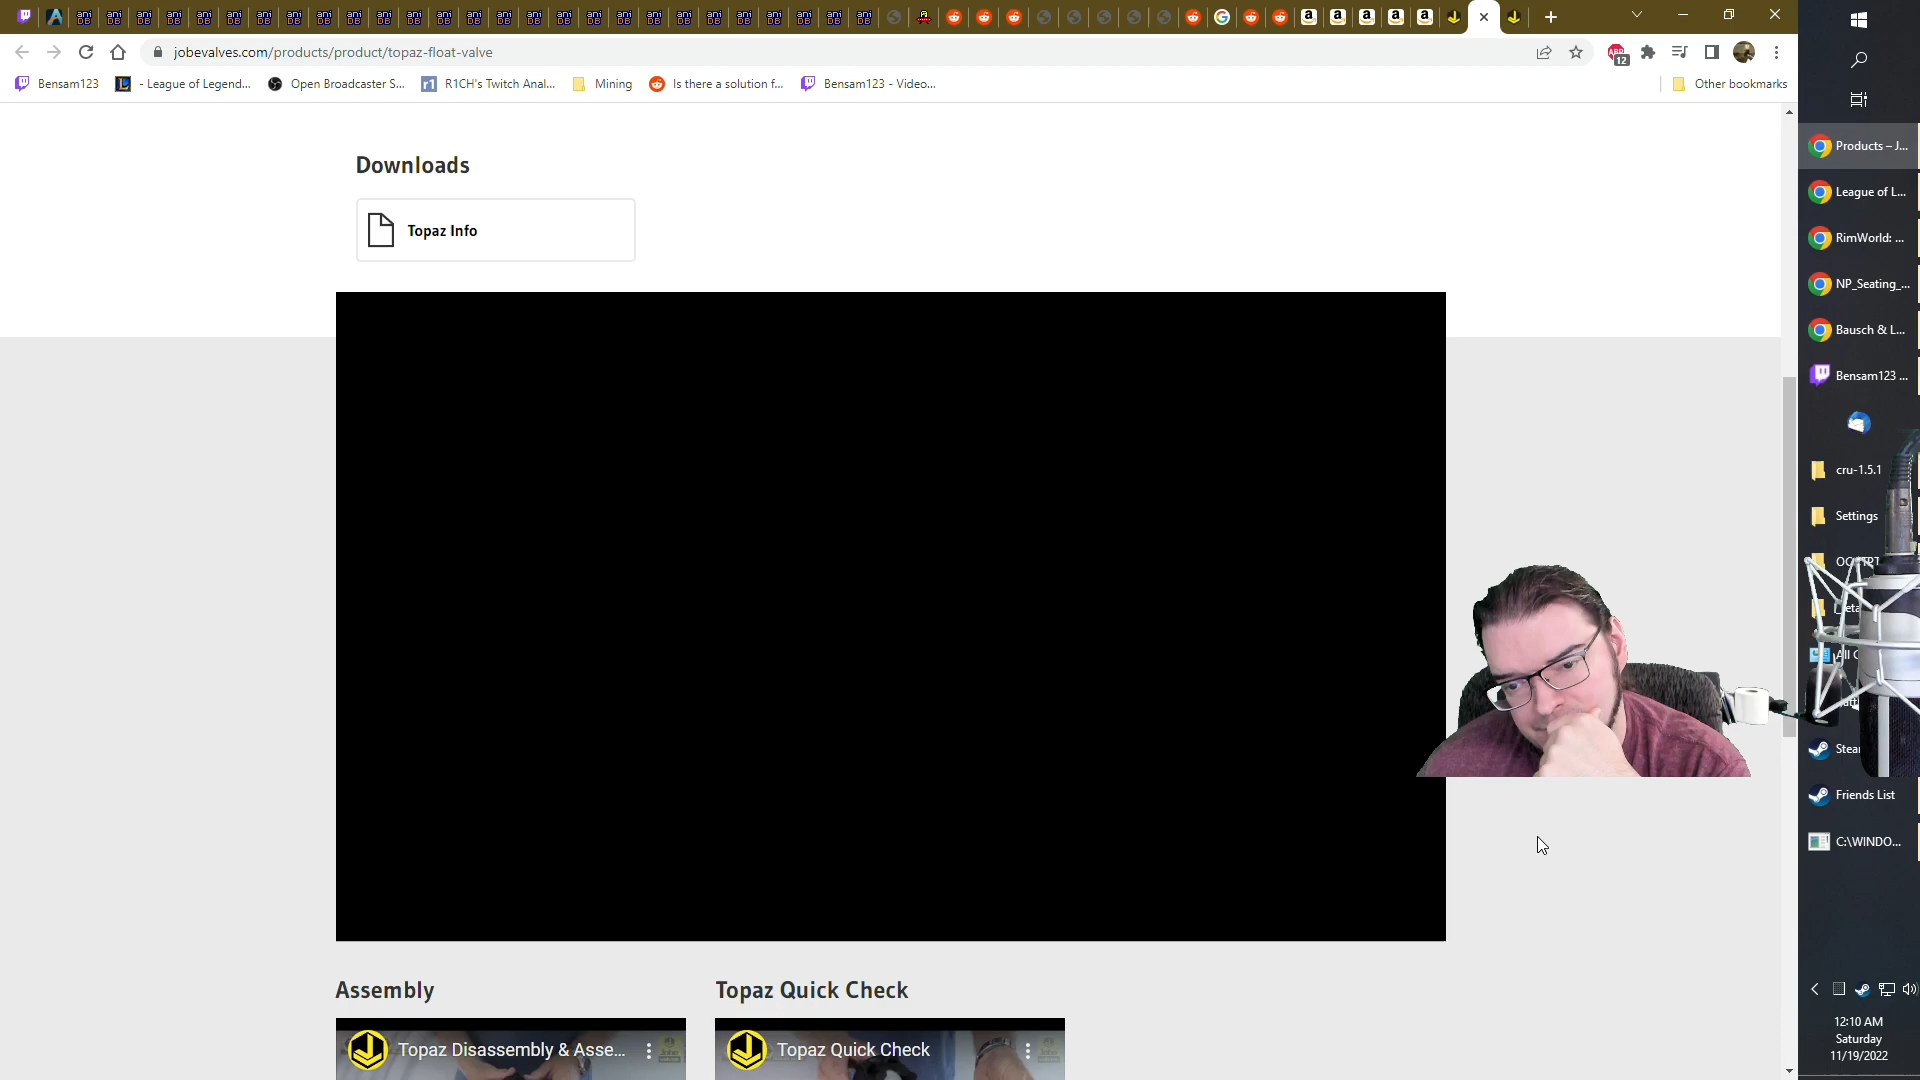 jobevalves.com/products/product/topaz-float-valve
12
Bensam123
- League of Legend...
Open Broadcaster S...
R1CH's Twitch Anal...
Mining
Is there a solution f...
Bensam123 - Video...
Other bookmarks
Downloads
Topaz Info
Assembly
Topaz Quick Check
Topaz Disassembly & Asse...
Topaz Quick Check
Products – J...
League of L...
RimWorld: ...
NP_Seating_...
Bausch & L...
Bensam123 ...
cru-1.5.1
Settings
All C
Friends List
C:\WINDO...
12:10 AM
Saturday
11/19/2022